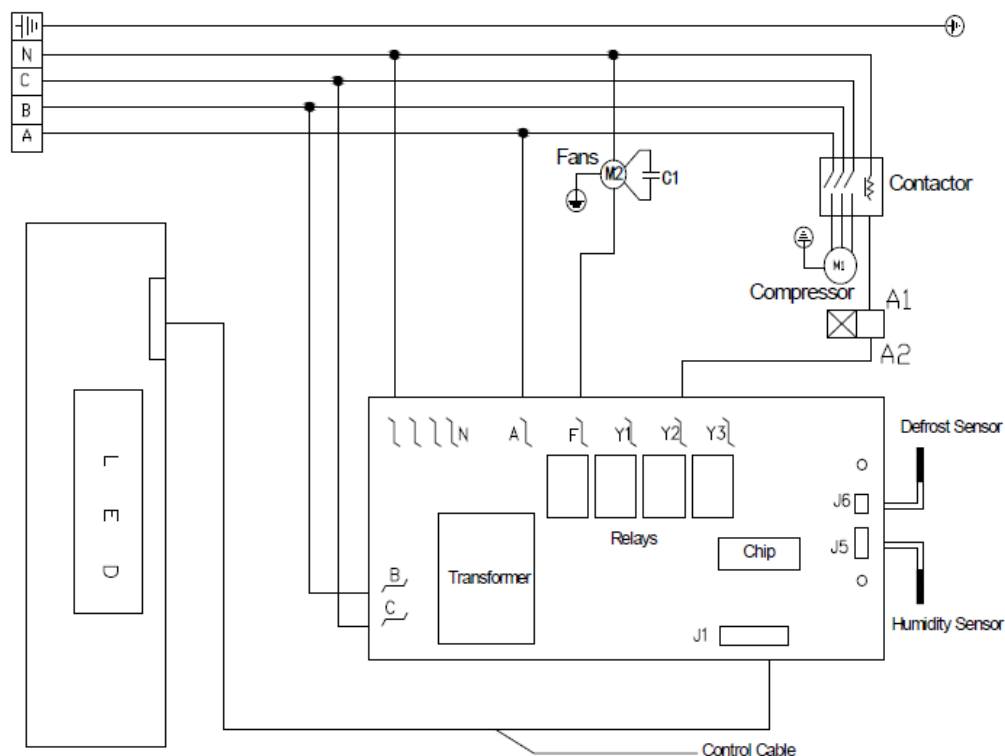 N
C
B
A
Fans
M2
C1
Contactor
M1
Compressor
A1
A2
N
A
F
Y1
Y2
Y3
Defrost Sensor
J6
Relays
J5
Chip
Transformer
B
C
Humidity Sensor
J1
L
E
D
Control Cable